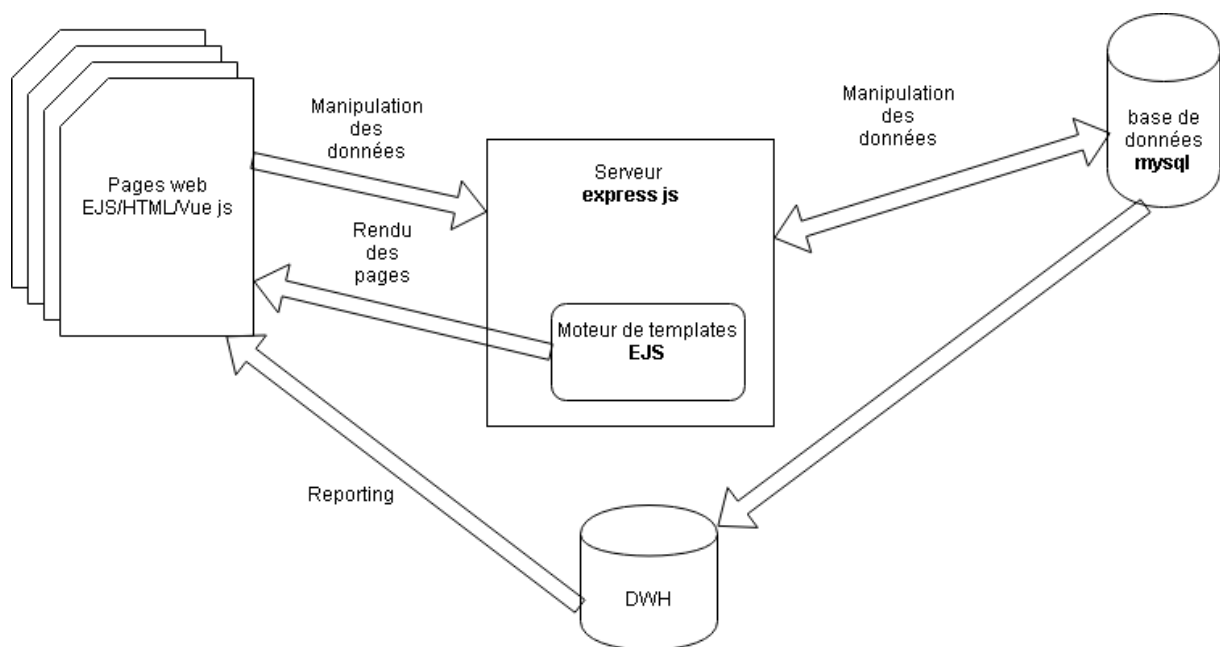 Pages web
EJS/HTML/Vue js
Manipulation
des
données
Rendu
des
pages
Serveur
express js
Moteur de templates
EJS
Manipulation
des
données
base de
données
mysql
Reporting
DWH